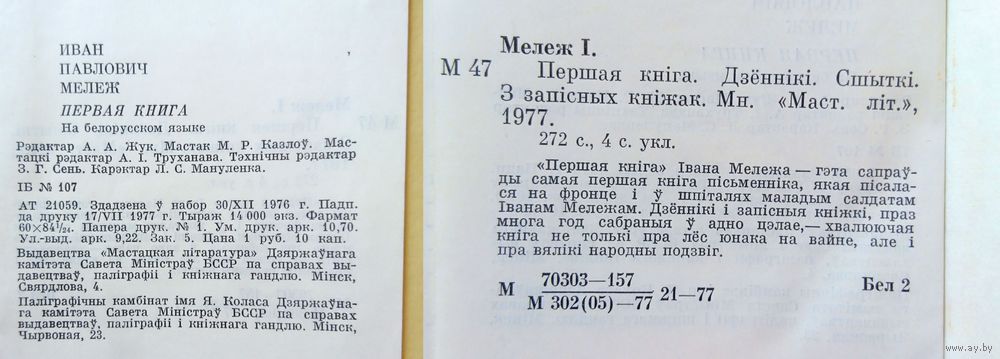 ИВАН
ПАВЛОВИЧ
МЕЛЕЖ
ПЕРВАЯ КНИГА
На белорусском языке
Рэдактар А. А. Жук. Мастак М. Р. Казлоў. Мас-
тацкі рэдактар А. І. Труханава. Тэхнічны рэдактар
З. Г. Сень. Карэктар Л. С. Мануленка.
ІБ № 107
АТ 21059. Здадзена ў набор 30/XII 1976 г. Падп.
да друку 17/VII 1977 г. Тыраж 14 000 экз. Фармат
60×84 1/24. Папера друк. № 1. Ум. друк. арк. 10,70.
Ул.-выд. арк. 9,22. Зак. 5. Цана 1 руб. 10 кап.
Выдавецтва «Мастацкая літаратура» Дзяржаўнага
камітэта Савета Міністраў БССР па справах вы-
давецтваў, паліграфіі і кніжнага гандлю. Мінск,
Свярдлова, 4.
Паліграфічны камбінат імя Я. Коласа Дзяржаўна-
га камітэта Савета Міністраў БССР па справах
выдавецтваў, паліграфіі і кніжнага гандлю. Мінск,
Чырвоная, 23.
Мележ І.
М 47
Першая кніга. Дзённікі. Сшыткі.
З запісных кніжак. Мн. «Маст. літ.»,
1977.
272 с., 4 с. укл.
«Першая кніга» Івана Мележа — гэта сапраў-
ды самая першая кніга пісьменніка, якая пісала-
ся на фронце і ў шпіталях маладым салдатам
Іванам Мележам. Дзённікі і запісныя кніжкі, праз
многа год сабраныя ў адно цэлае, — хвалюючая
кніга не толькі пра лёс юнака на вайне, але і
пра вялікі народны подзвіг.
М 70303—157
М 302(05)—77 21—77
Бел 2
www.ay.by